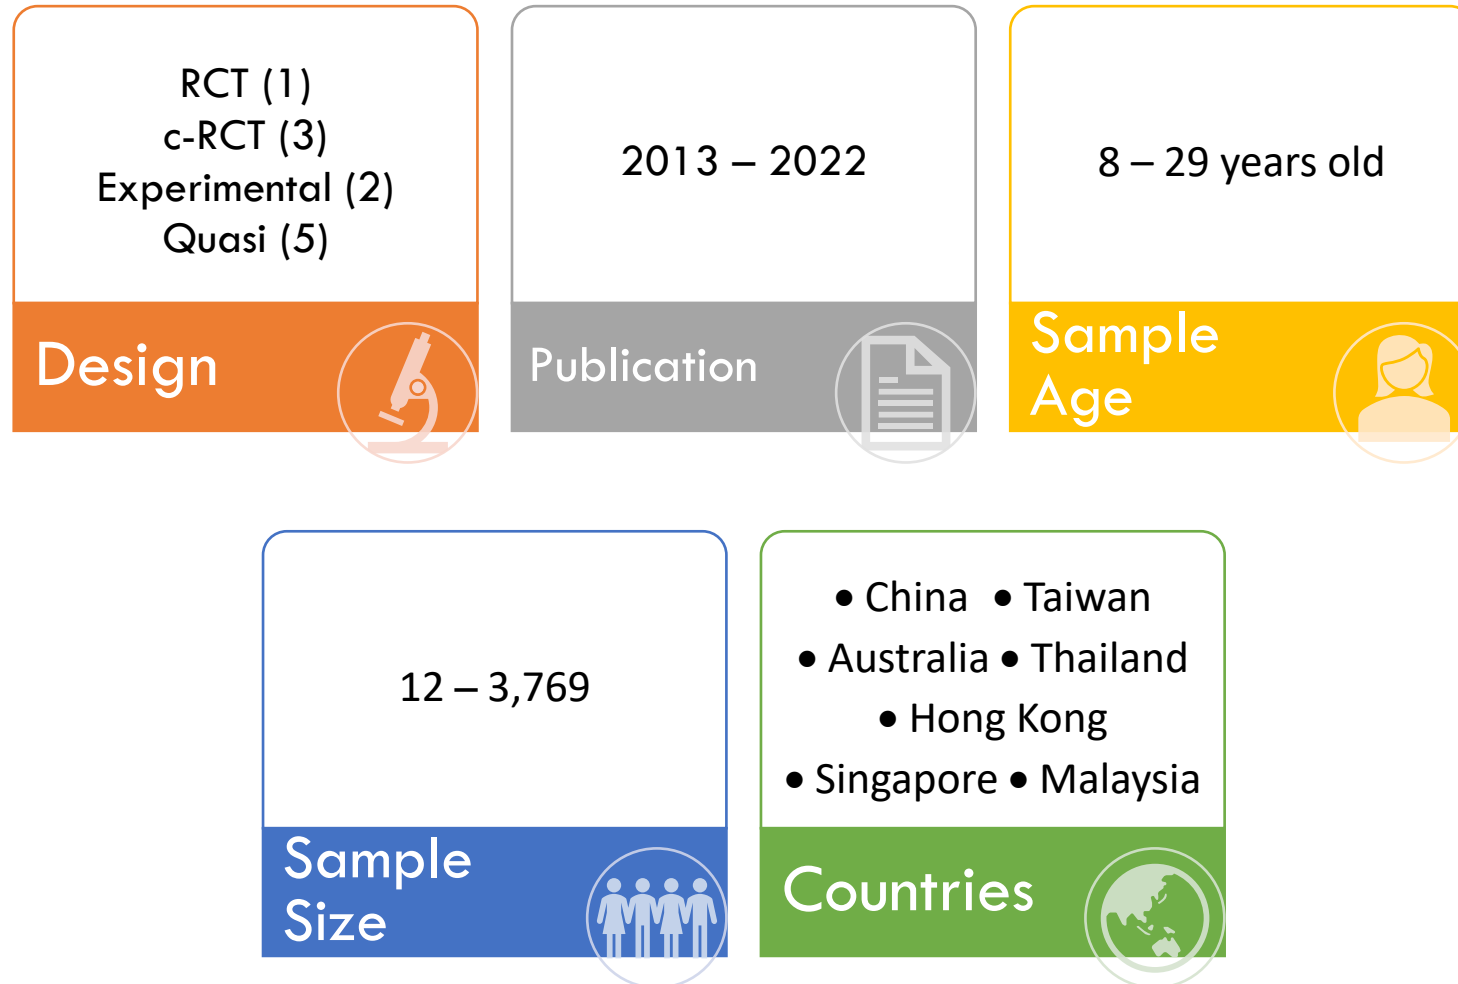 RCT (1)
c-RCT (3)
Experimental (2)
Quasi (5)
Design
2013 – 2022
Publication
8 – 29 years old
Sample
Age
12 – 3,769
Sample
Size
• China • Taiwan
• Australia • Thailand
• Hong Kong
• Singapore • Malaysia
Countries